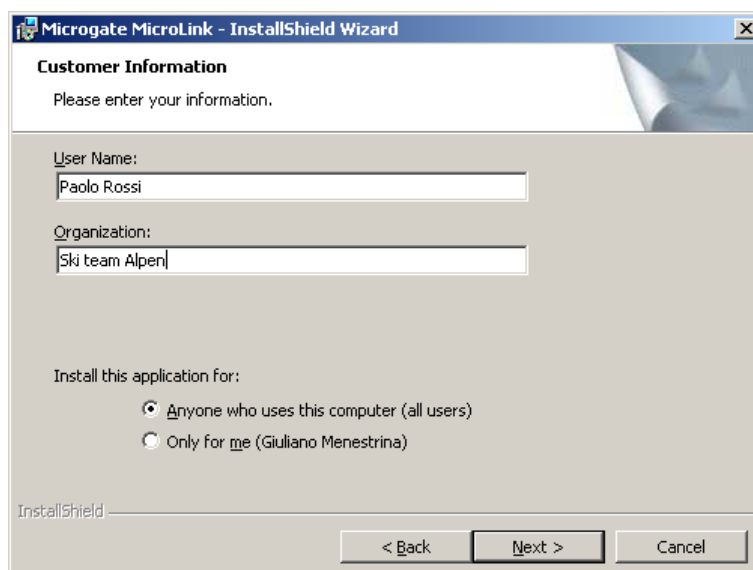 Microgate MicroLink - InstallShield Wizard
Customer Information
Please enter your information.
User Name:
Paolo Rossi
Organization:
Ski team Alpen
Install this application for:
Anyone who uses this computer (all users)
Only for me (Giuliano Menestrina)
InstallShield
< Back Next > Cancel